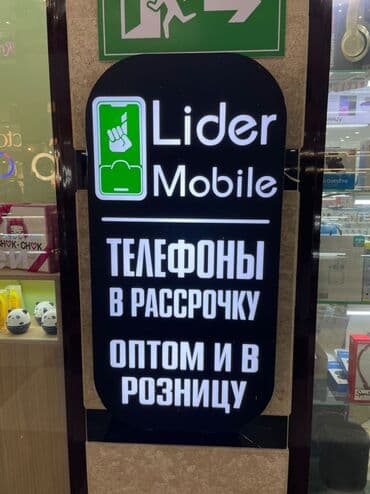 Lider
Mobile
ТЕЛЕФОНЫ
В РАССРОЧКУ
ОПТОМ И В
РОЗНИЦУ